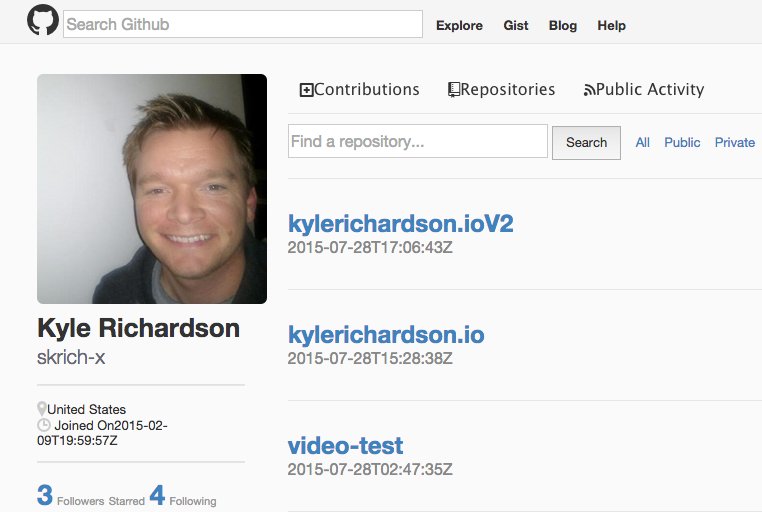 Search Github
Explore Gist Blog Help
Contributions Repositories Public Activity
Find a repository... Search All Public Private
kylerichardson.ioV2
2015-07-28T17:06:43Z
kylerichardson.io
2015-07-28T15:28:38Z
video-test
2015-07-28T02:47:35Z
Kyle Richardson
skrich-x
United States
Joined On2015-02-
09T19:59:57Z
3 Followers Starred 4 Following